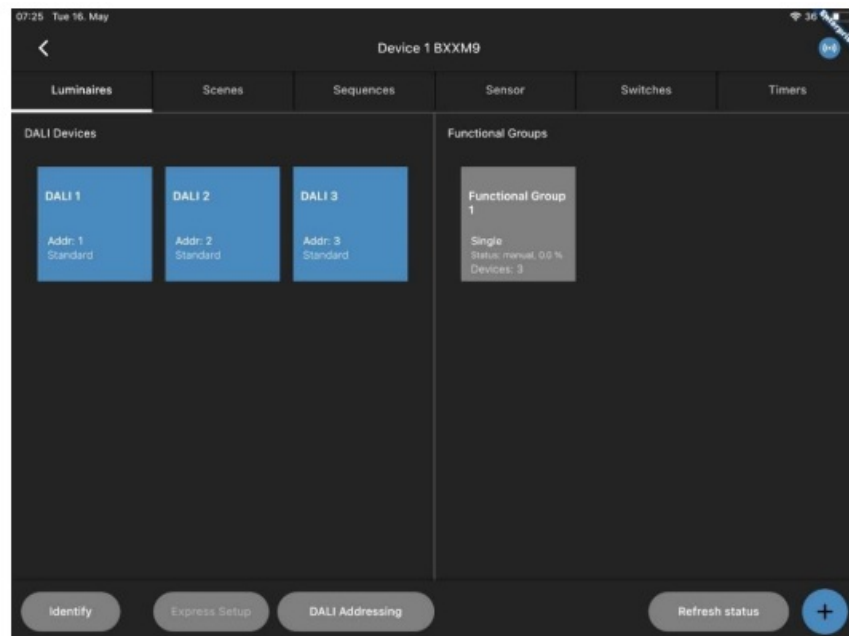 07:25 Tue 16. May
36
Device 1 BXXM9
Luminaires Scenes Sequences Sensor Switches Timers
DALI Devices
Functional Groups
DALI 1
Addr: 1
Standard
DALI 2
Addr: 2
Standard
DALI 3
Addr: 3
Standard
Functional Group
1
Single
Status: manual, 0.0 %
Devices: 3
Identify
Express Setup
DALI Addressing
Refresh status
+